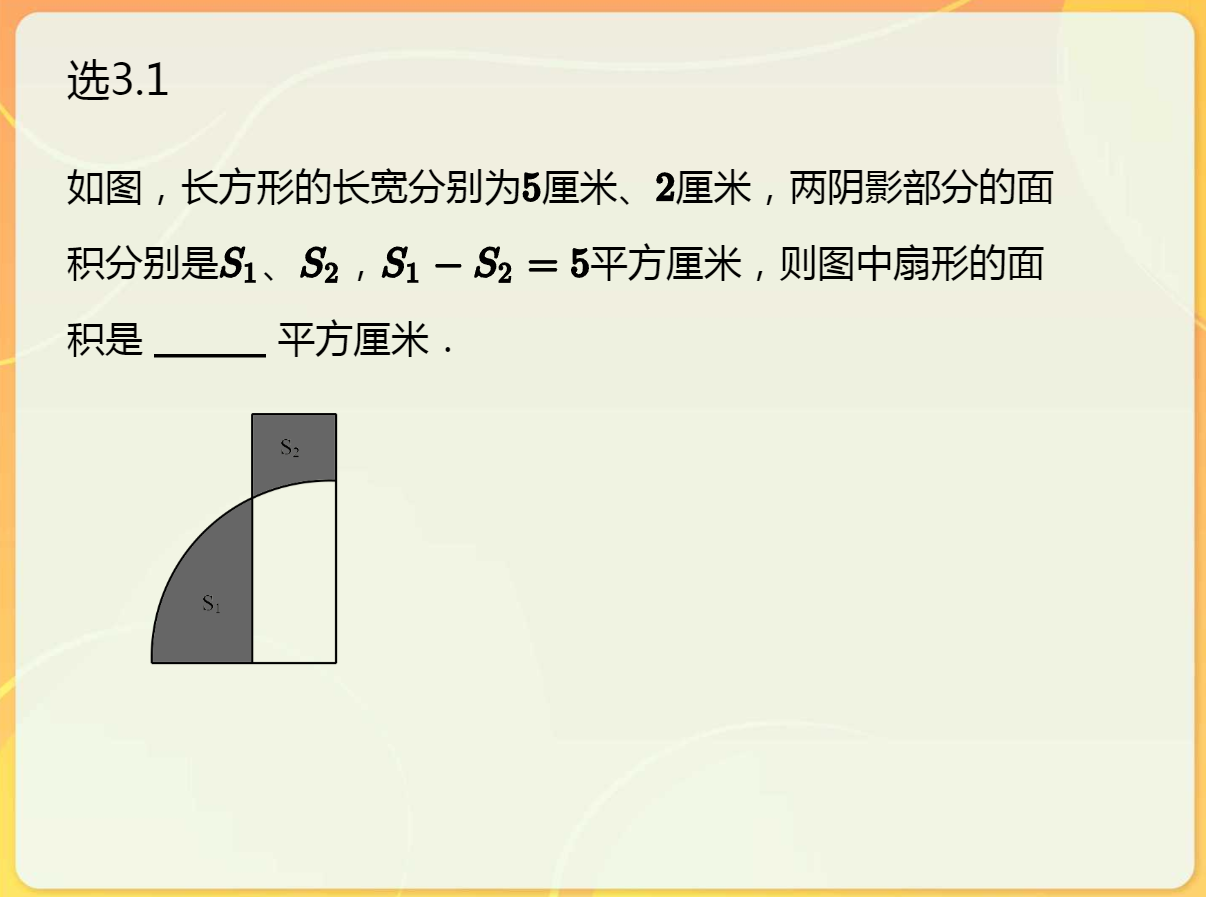 选3.1
如图，长方形的长宽分别为5厘米、2厘米，两阴影部分的面
积分别是S₁、S₂，S₁ − S₂ = 5平方厘米，则图中扇形的面
积是 ______ 平方厘米．
S₂
S₁